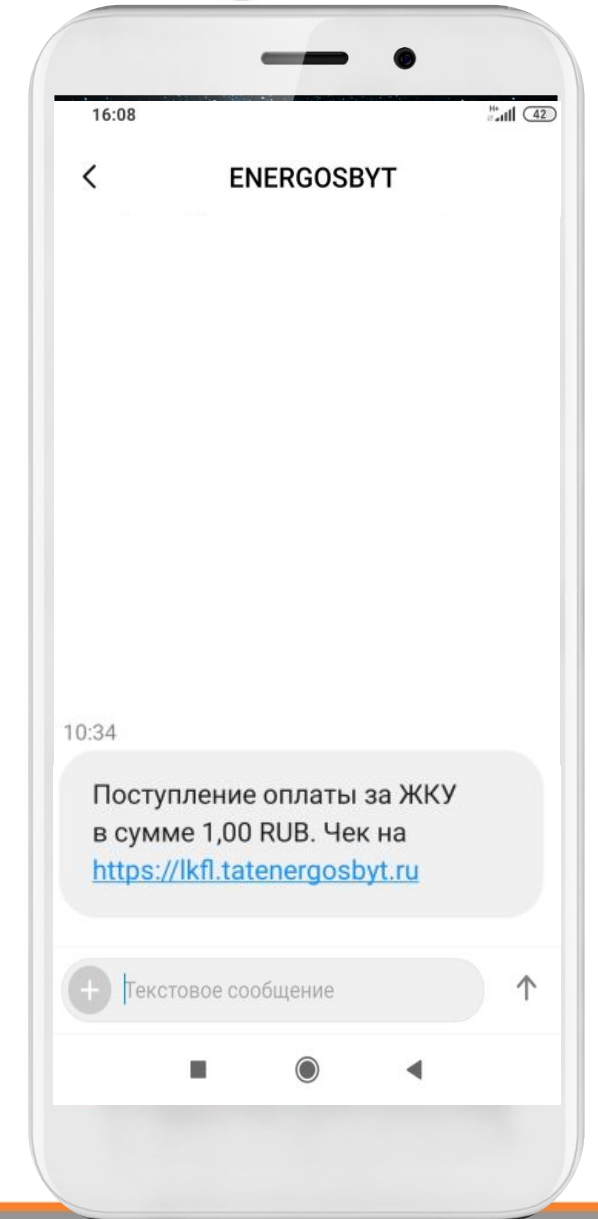 16:08
H+
42
ENERGOSBYT
10:34
Поступление оплаты за ЖКУ
в сумме 1,00 RUB. Чек на
https://lkfl.tatenergosbyt.ru
Текстовое сообщение